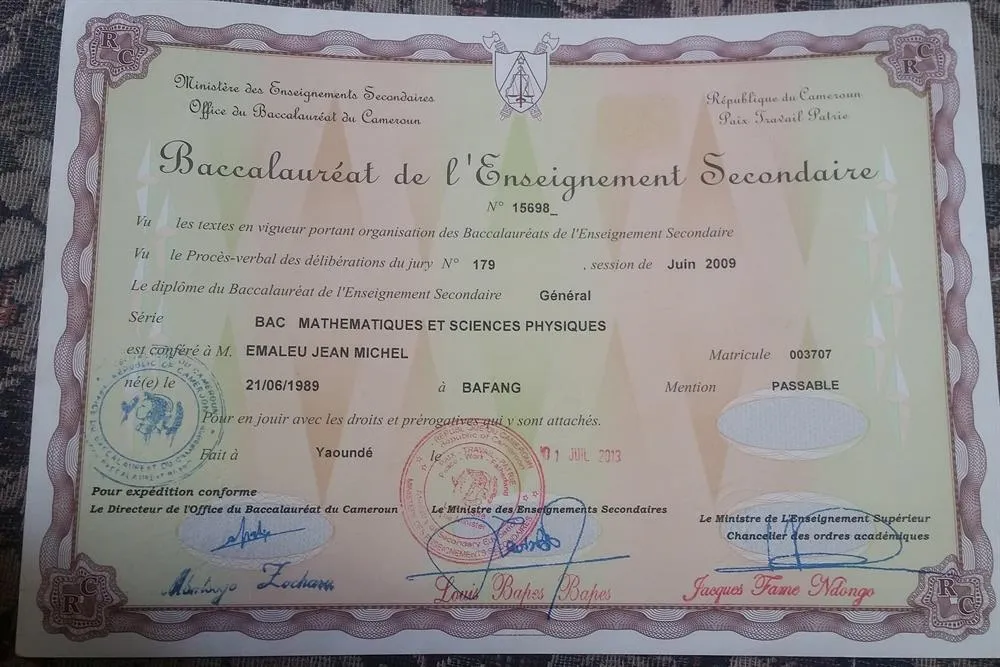 Ministère des Enseignements Secondaires
Office du Baccalauréat du Cameroun
République du Cameroun
Paix Travail Patrie
Baccalauréat de l'Enseignement Secondaire
N° 15698_
Vu les textes en vigueur portant organisation des Baccalauréats de l'Enseignement Secondaire
Vu le Procès-verbal des délibérations du jury N° 179 , session de Juin 2009
Le diplôme du Baccalauréat de l'Enseignement Secondaire Général
Série BAC MATHEMATIQUES ET SCIENCES PHYSIQUES
est conféré à M. EMALEU JEAN MICHEL Matricule 003707
né(e) le 21/06/1989 à BAFANG Mention PASSABLE
Pour en jouir avec les droits et prérogatives qui y sont attachés.
Fait à Yaoundé le 01 JUIL 2013
Pour expédition conforme
Le Directeur de l'Office du Baccalauréat du Cameroun
Le Ministre des Enseignements Secondaires
Le Ministre de L'Enseignement Supérieur
Chancelier des ordres académiques
Zacharie
Louis Bapes Bapes
Jacques Fame Ndongo
RC
RC
RC
RC